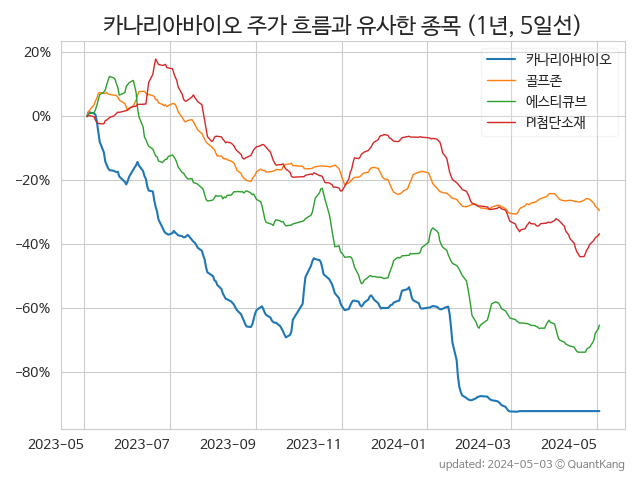 카나리아바이오 주가 흐름과 유사한 종목 (1년, 5일선)
카나리아바이오
골프존
에스티큐브
PI첨단소재
20%
0%
−20%
−40%
−60%
−80%
2023-05
2023-07
2023-09
2023-11
2024-01
2024-03
2024-05
updated: 2024-05-03 ⓒ QuantKang